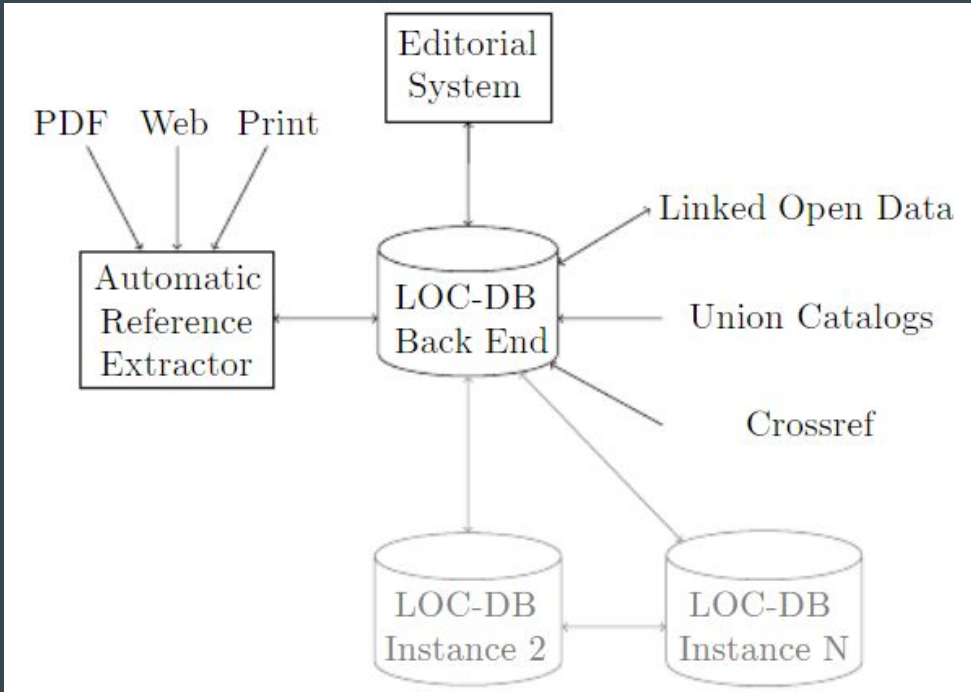 Editorial
System
PDF Web Print
Linked Open Data
Automatic
Reference
Extractor
LOC-DB
Back End
Union Catalogs
Crossref
LOC-DB
Instance 2
LOC-DB
Instance N